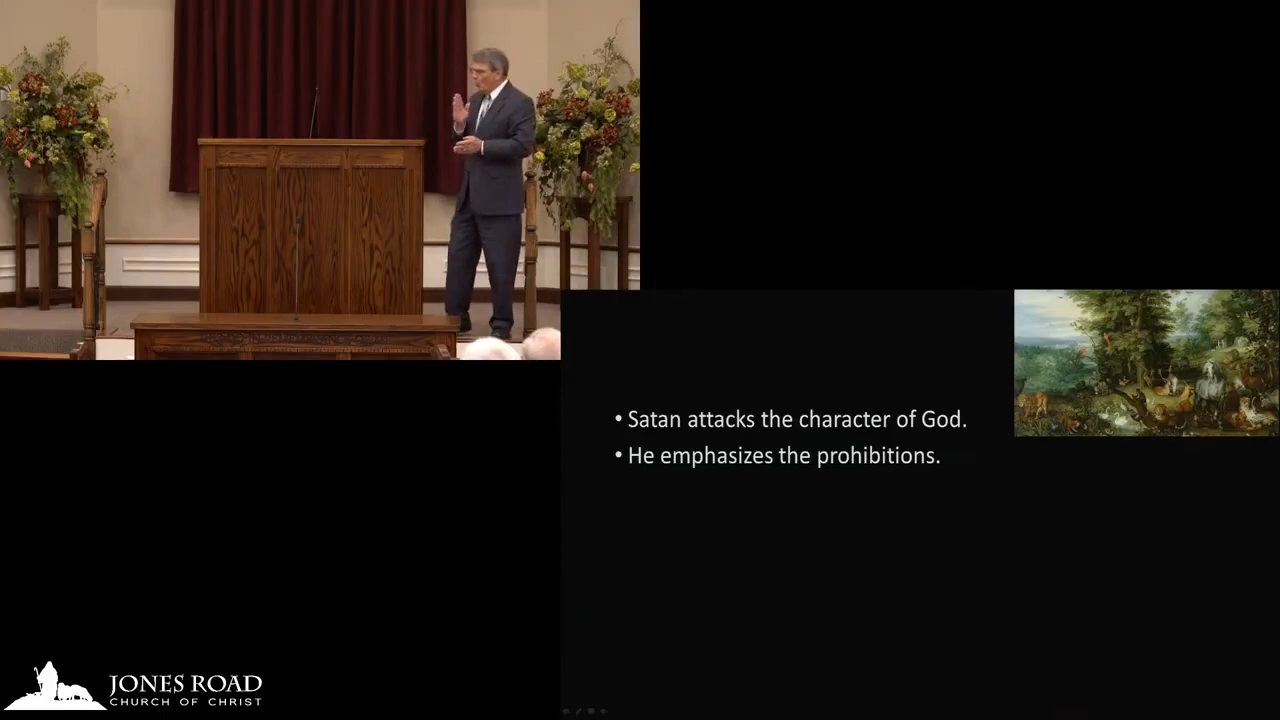 • Satan attacks the character of God.
• He emphasizes the prohibitions.
JONES ROAD
CHURCH OF CHRIST